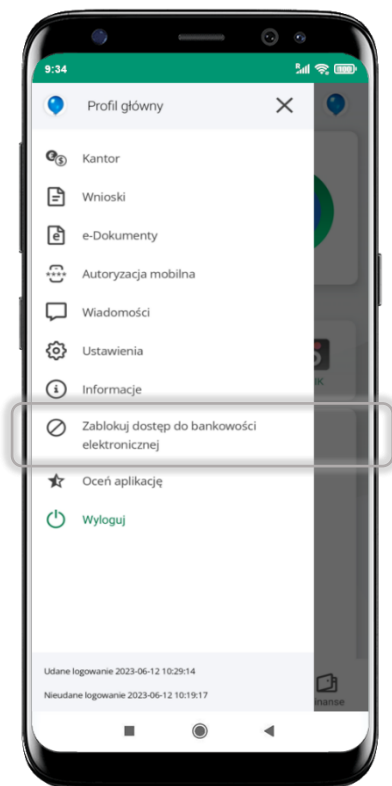 9:34
Profil główny
Kantor
Wnioski
e-Dokumenty
Autoryzacja mobilna
Wiadomości
Ustawienia
Informacje
Zablokuj dostęp do bankowości
elektronicznej
Oceń aplikację
Wyloguj
Udane logowanie 2023-06-12 10:29:14
Nieudane logowanie 2023-06-12 10:19:17